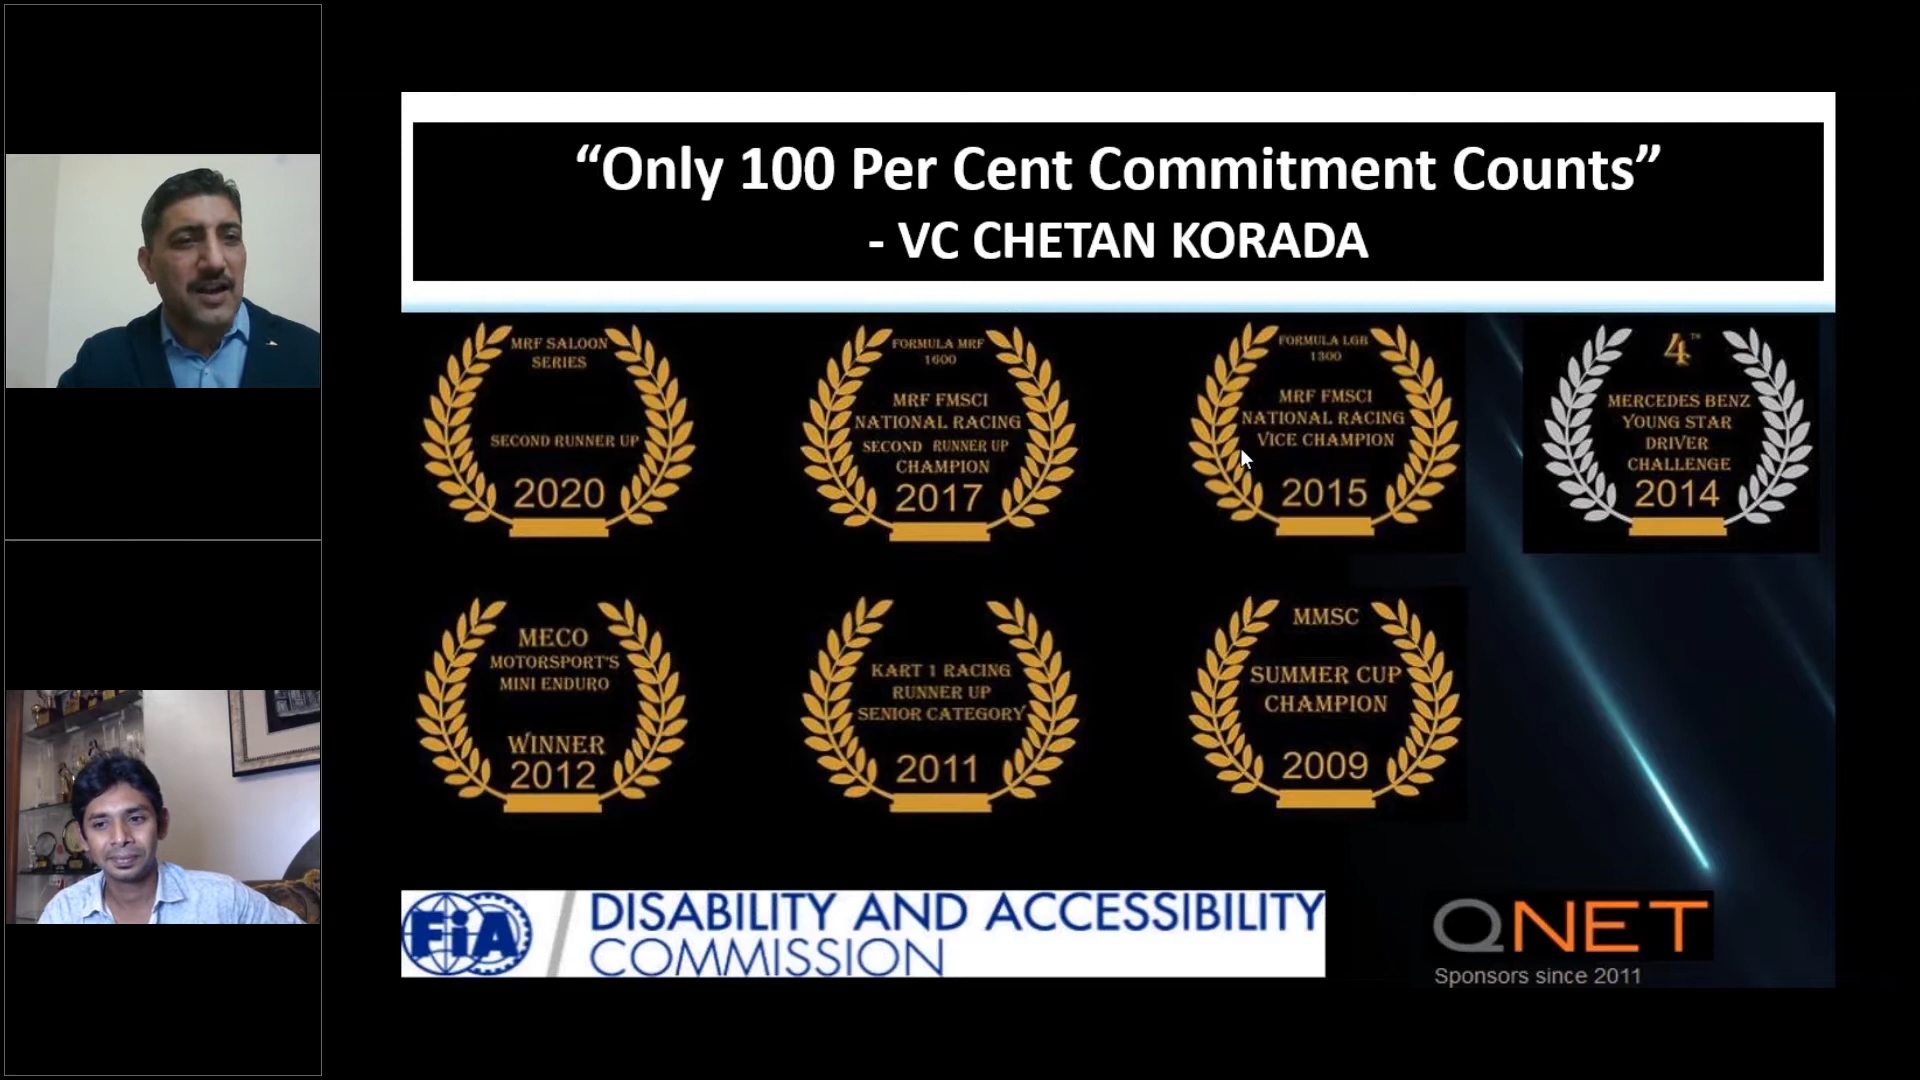 “Only 100 Per Cent Commitment Counts”
- VC CHETAN KORADA
MRF SALOON
SERIES
SECOND RUNNER UP
2020
FORMULA MRF
1600
MRF FMSCI
NATIONAL RACING
SECOND RUNNER UP
CHAMPION
2017
FORMULA LGB
1300
MRF FMSCI
NATIONAL RACING
VICE CHAMPION
2015
4™
MERCEDES BENZ
YOUNG STAR
DRIVER
CHALLENGE
2014
MECO
MOTORSPORT'S
MINI ENDURO
WINNER
2012
KART 1 RACING
RUNNER UP
SENIOR CATEGORY
2011
MMSC
SUMMER CUP
CHAMPION
2009
FiA
DISABILITY AND ACCESSIBILITY
COMMISSION
QNET
Sponsors since 2011